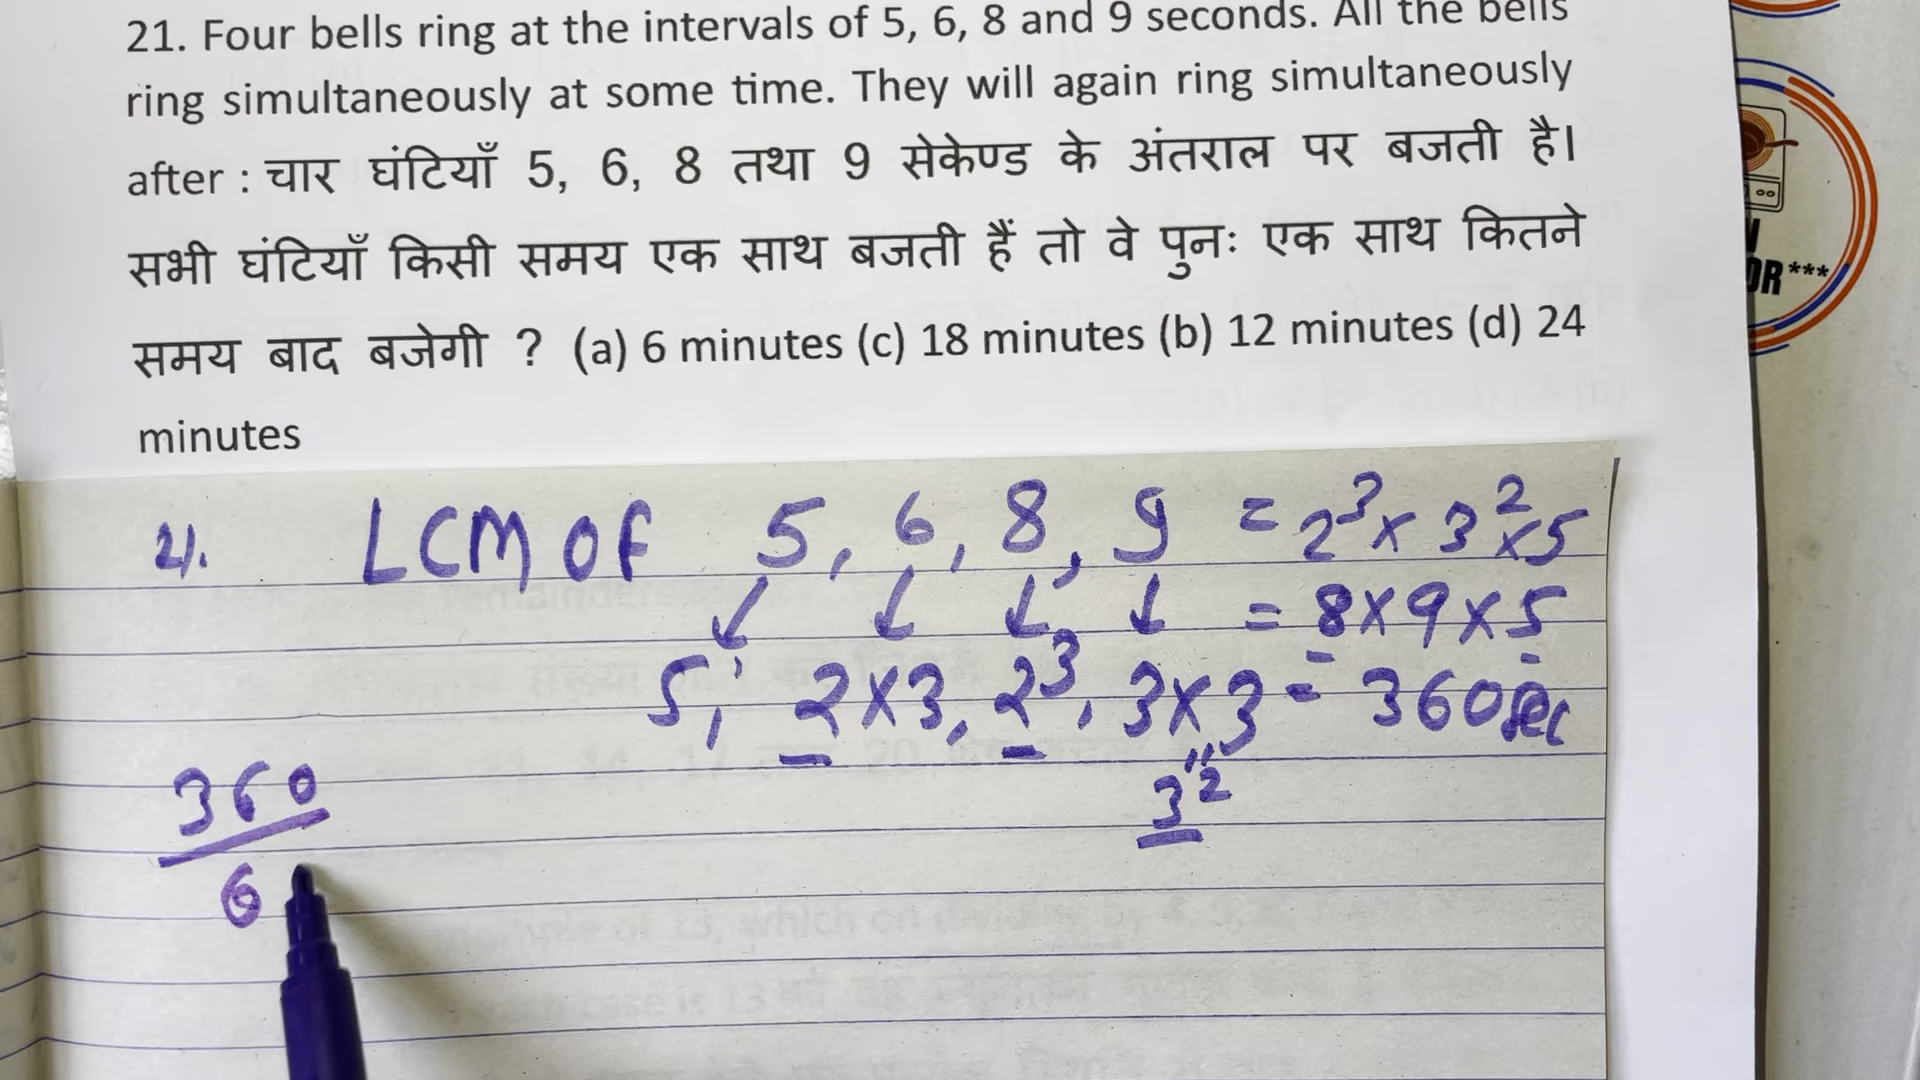 21. Four bells ring at the intervals of 5, 6, 8 and 9 seconds. All the bells
ring simultaneously at some time. They will again ring simultaneously
after : चार घंटियाँ 5, 6, 8 तथा 9 सेकेण्ड के अंतराल पर बजती है।
सभी घंटियाँ किसी समय एक साथ बजती हैं तो वे पुनः एक साथ कितने
समय बाद बजेगी ? (a) 6 minutes (c) 18 minutes (b) 12 minutes (d) 24
minutes
21. LCM OF 5, 6, 8, 9 = 2³ × 3² × 5
= 8 × 9 × 5
5, 2×3, 2³, 3×3 = 360 sec
3²
360
6
OR***